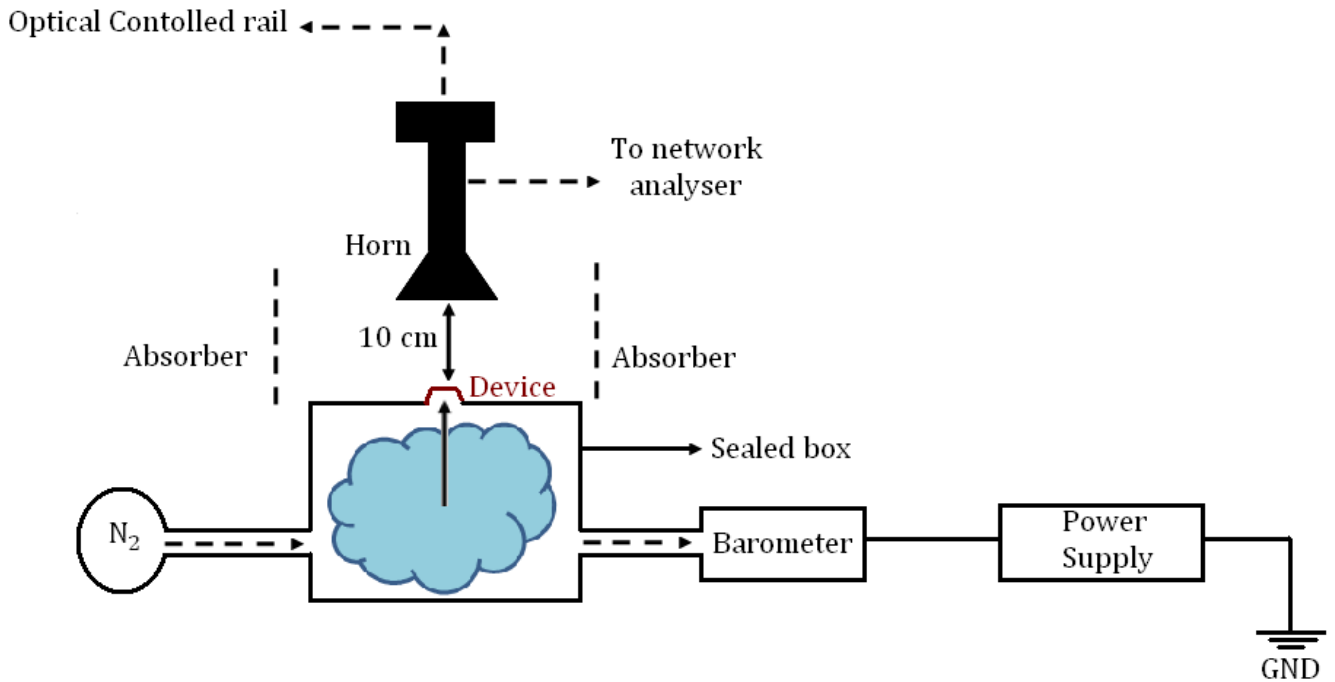 Optical Contolled rail
To network
analyser
Horn
10 cm
Absorber
Absorber
Device
Sealed box
N₂
Barometer
Power
Supply
GND